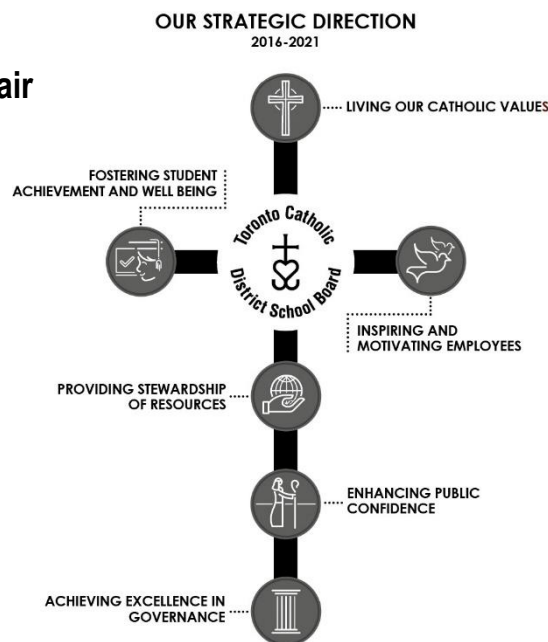 OUR STRATEGIC DIRECTION
2016-2021
air
LIVING OUR CATHOLIC VALUES
FOSTERING STUDENT
ACHIEVEMENT AND WELL BEING
Toronto Catholic
District School Board
INSPIRING AND
MOTIVATING EMPLOYEES
PROVIDING STEWARDSHIP
OF RESOURCES
ENHANCING PUBLIC
CONFIDENCE
ACHIEVING EXCELLENCE IN
GOVERNANCE